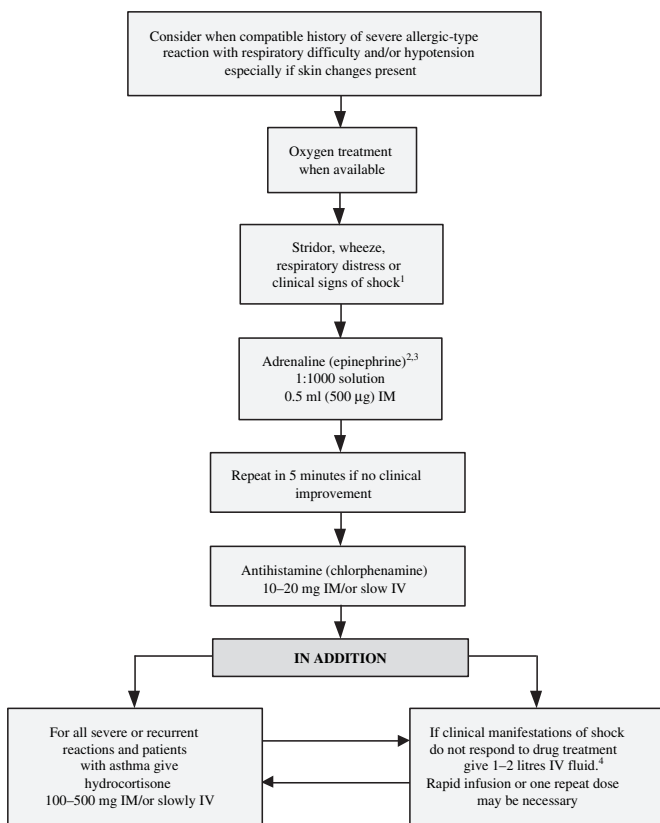 Consider when compatible history of severe allergic-type
reaction with respiratory difficulty and/or hypotension
especially if skin changes present
Oxygen treatment
when available
Stridor, wheeze,
respiratory distress or
clinical signs of shock¹
Adrenaline (epinephrine)²,³
1:1000 solution
0.5 ml (500 µg) IM
Repeat in 5 minutes if no clinical
improvement
Antihistamine (chlorphenamine)
10–20 mg IM/or slow IV
IN ADDITION
For all severe or recurrent
reactions and patients
with asthma give
hydrocortisone
100–500 mg IM/or slowly IV
If clinical manifestations of shock
do not respond to drug treatment
give 1–2 litres IV fluid.⁴
Rapid infusion or one repeat dose
may be necessary